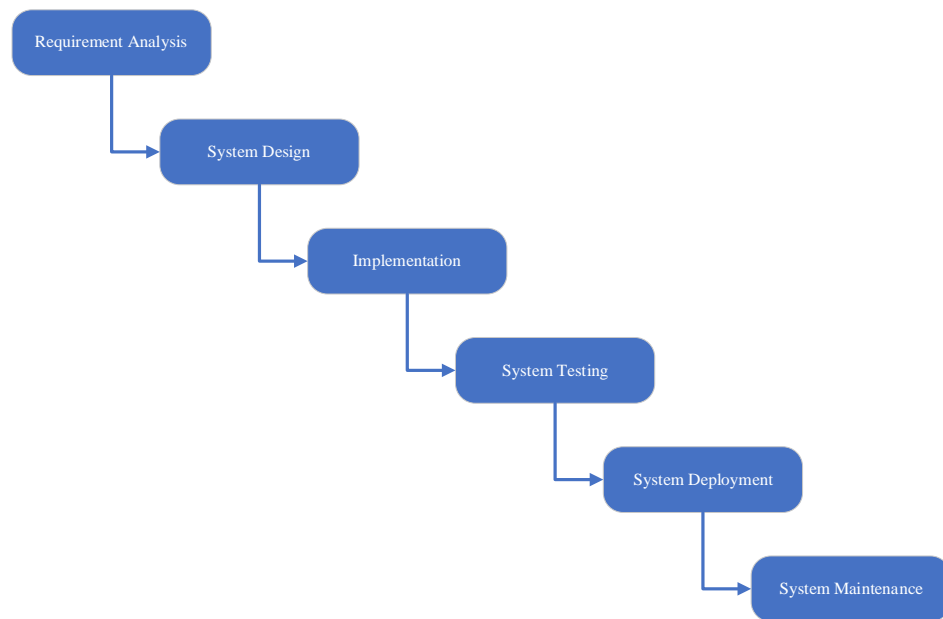 Requirement Analysis
System Design
Implementation
System Testing
System Deployment
System Maintenance